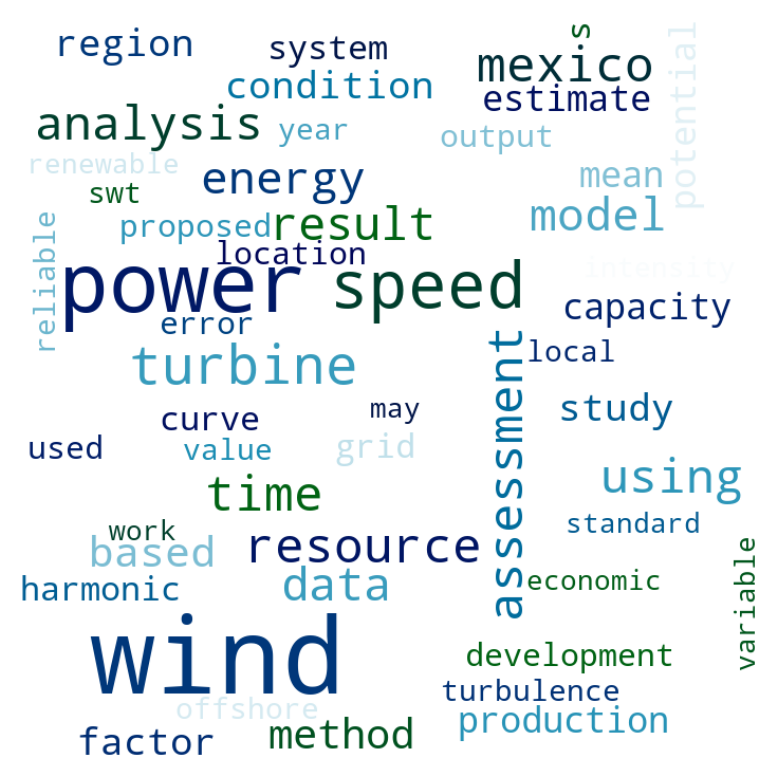 s
region
system
mexico
potential
condition
estimate
analysis
year
output
renewable
energy
mean
swt
reliable
proposed
result
model
location
power
speed
intensity
capacity
error
turbine
assessment
local
curve
may
study
used
value
grid
time
using
work
based
resource
standard
harmonic
data
economic
variable
wind
development
turbulence
offshore
production
factor
method